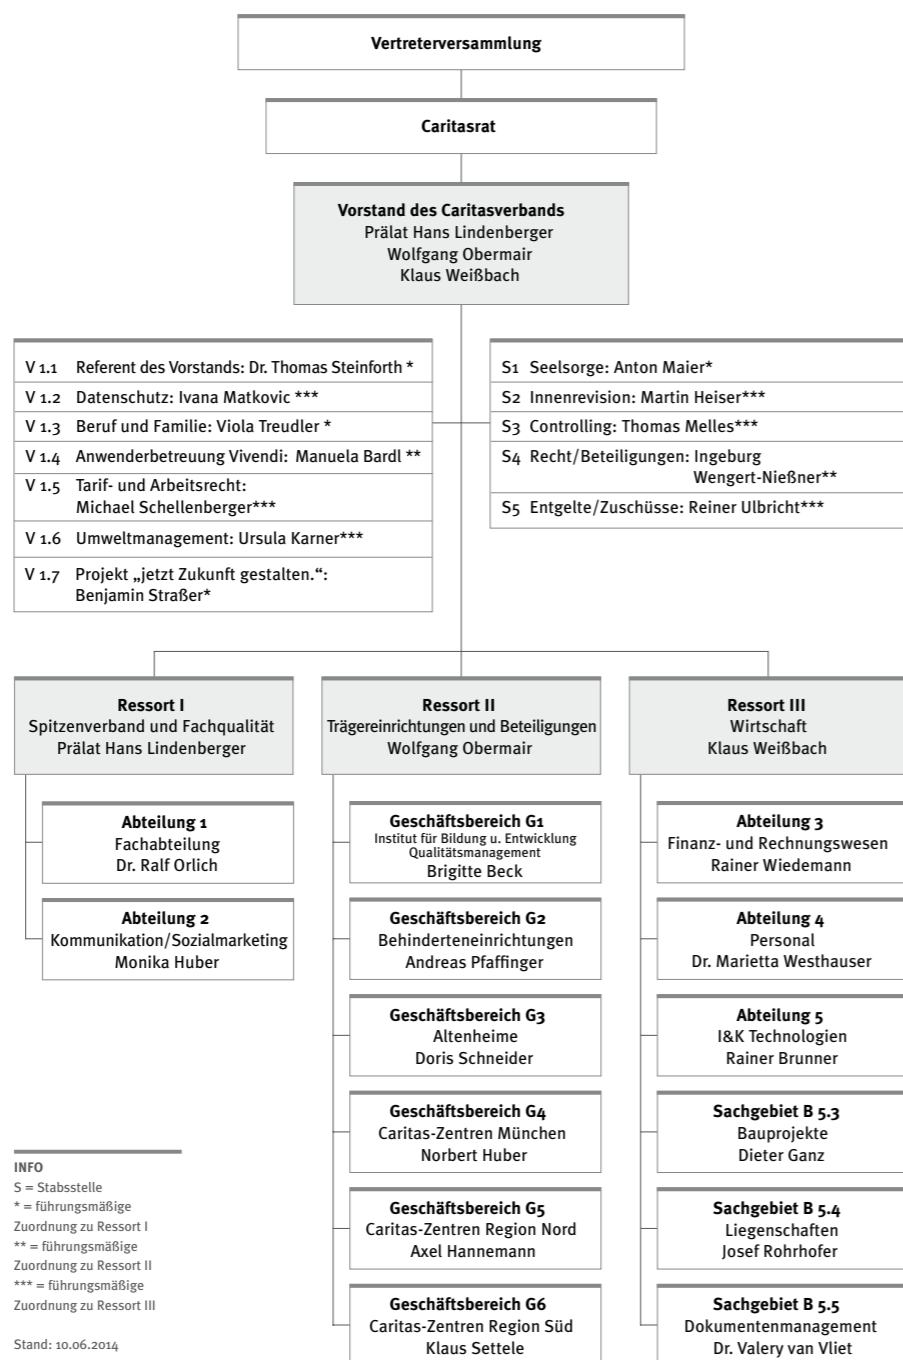 Vertreterversammlung
Caritasrat
Vorstand des Caritasverbands
Prälat Hans Lindenberger
Wolfgang Obermair
Klaus Weißbach
V 1.1 Referent des Vorstands: Dr. Thomas Steinforth *
V 1.2 Datenschutz: Ivana Matkovic ***
V 1.3 Beruf und Familie: Viola Treudler *
V 1.4 Anwenderbetreuung Vivendi: Manuela Bardl **
V 1.5 Tarif- und Arbeitsrecht:
Michael Schellenberger***
V 1.6 Umweltmanagement: Ursula Karner***
V 1.7 Projekt „jetzt Zukunft gestalten.“:
Benjamin Straßer*
S1 Seelsorge: Anton Maier*
S2 Innenrevision: Martin Heiser***
S3 Controlling: Thomas Melles***
S4 Recht/Beteiligungen: Ingeburg
Wengert-Nießner**
S5 Entgelte/Zuschüsse: Reiner Ulbricht***
Ressort I
Spitzenverband und Fachqualität
Prälat Hans Lindenberger
Abteilung 1
Fachabteilung
Dr. Ralf Orlich
Abteilung 2
Kommunikation/Sozialmarketing
Monika Huber
Ressort II
Trägereinrichtungen und Beteiligungen
Wolfgang Obermair
Geschäftsbereich G1
Institut für Bildung u. Entwicklung
Qualitätsmanagement
Brigitte Beck
Geschäftsbereich G2
Behinderteneinrichtungen
Andreas Pfaffinger
Geschäftsbereich G3
Altenheime
Doris Schneider
Geschäftsbereich G4
Caritas-Zentren München
Norbert Huber
Geschäftsbereich G5
Caritas-Zentren Region Nord
Axel Hannemann
Geschäftsbereich G6
Caritas-Zentren Region Süd
Klaus Settele
Ressort III
Wirtschaft
Klaus Weißbach
Abteilung 3
Finanz- und Rechnungswesen
Rainer Wiedemann
Abteilung 4
Personal
Dr. Marietta Westhauser
Abteilung 5
I&K Technologien
Rainer Brunner
Sachgebiet B 5.3
Bauprojekte
Dieter Ganz
Sachgebiet B 5.4
Liegenschaften
Josef Rohrhofer
Sachgebiet B 5.5
Dokumentenmanagement
Dr. Valery van Vliet
INFO
S = Stabsstelle
* = führungsmäßige
Zuordnung zu Ressort I
** = führungsmäßige
Zuordnung zu Ressort II
*** = führungsmäßige
Zuordnung zu Ressort III
Stand: 10.06.2014